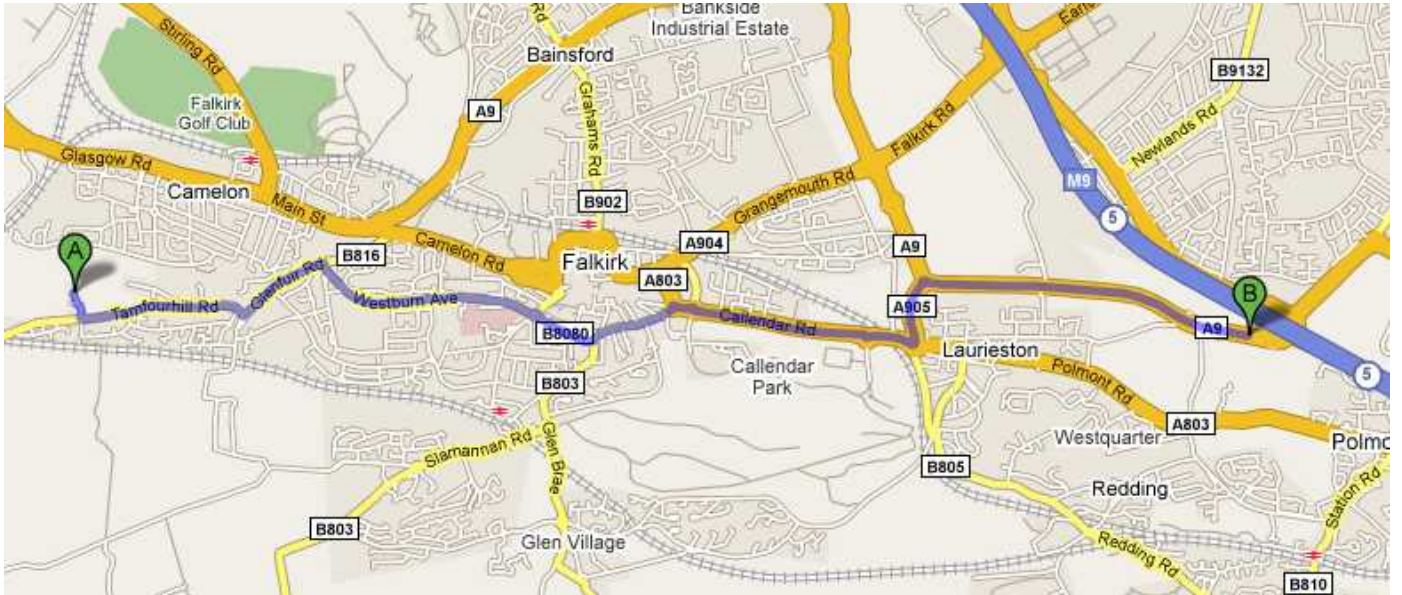 Rd
Bankside
Industrial Estate
Stirling Rd
Bainsford
B9132
Falkirk
Golf Club
A9
Grahams Rd
Falkirk Rd
Newlands Rd
Glasgow Rd
Camelon
Main St
B902
Grangemouth Rd
M9
5
A
B816
Camelon Rd
Falkirk
A904
A9
Glenfuir Rd
A803
B
Tamfourhill Rd
Westburn Ave
B8080
Callendar Rd
A905
A9
Laurieston
Callendar
Park
Polmont Rd
5
B803
A803
Slamannan Rd
Glen Brae
Westquarter
Polmo
B805
Redding
Station Rd
B803
Glen Village
Redding Rd
B810